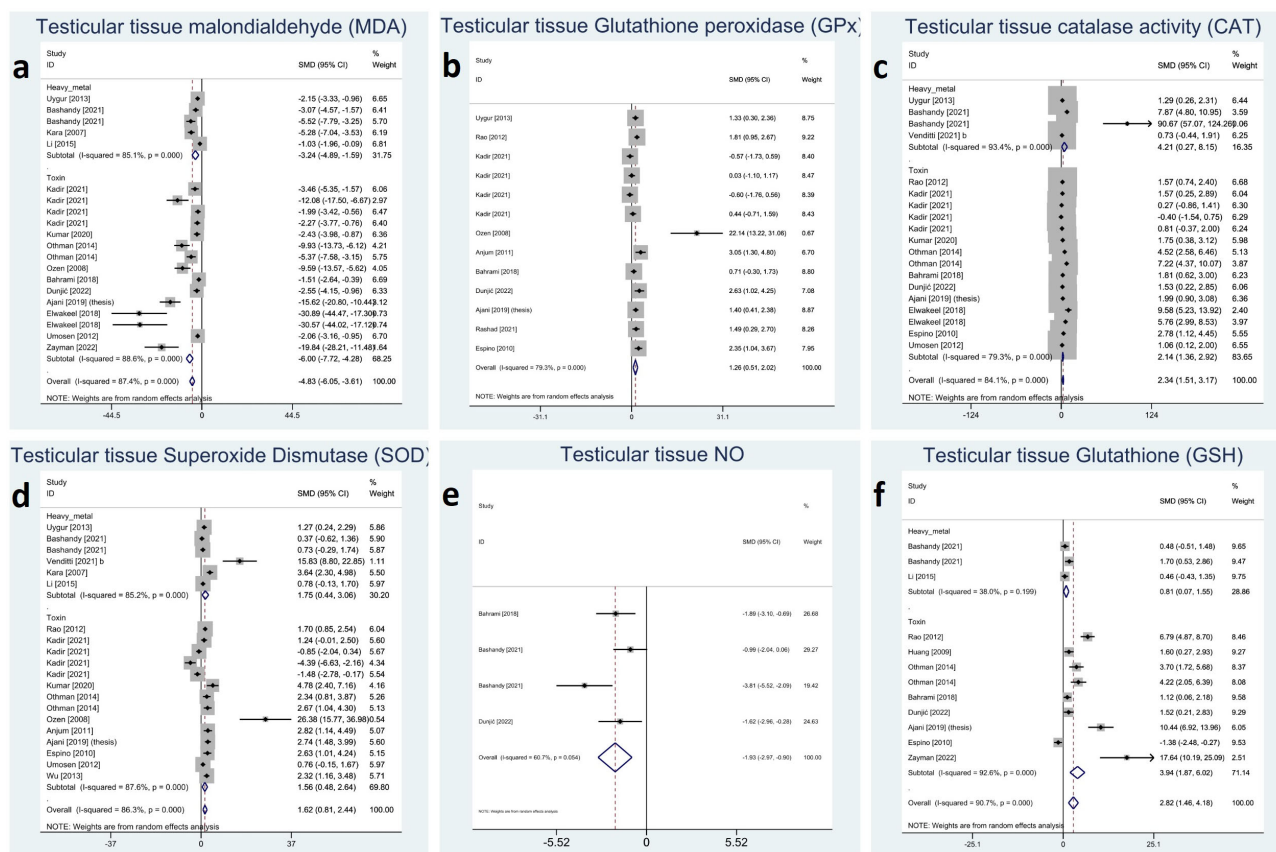 Testicular tissue malondialdehyde (MDA)
a
Study %
ID SMD (95% CI) Weight
Heavy_metal
Uygur [2013] -2.15 (-3.33, -0.96) 6.65
Bashandy [2021] -3.07 (-4.57, -1.57) 6.41
Bashandy [2021] -5.52 (-7.79, -3.25) 5.70
Kara [2007] -5.28 (-7.04, -3.53) 6.19
Li [2015] -1.03 (-1.96, -0.09) 6.81
Subtotal (I-squared = 85.1%, p = 0.000) -3.24 (-4.89, -1.59) 31.75
.
Toxin
Kadir [2021] -3.46 (-5.35, -1.57) 6.06
Kadir [2021] -12.08 (-17.50, -6.67) 2.97
Kadir [2021] -1.99 (-3.42, -0.56) 6.47
Kadir [2021] -2.27 (-3.77, -0.76) 6.40
Kumar [2020] -2.43 (-3.98, -0.87) 6.36
Othman [2014] -9.93 (-13.73, -6.12) 4.21
Othman [2014] -5.37 (-7.58, -3.15) 5.75
Ozen [2008] -9.59 (-13.57, -5.62) 4.05
Bahrami [2018] -1.51 (-2.64, -0.39) 6.69
Dunjić [2022] -2.55 (-4.15, -0.96) 6.33
Ajani [2019] (thesis) -15.62 (-20.80, -10.44)3.12
Elwakeel [2018] -30.89 (-44.47, -17.30)0.73
Elwakeel [2018] -30.57 (-44.02, -17.12)0.74
Umosen [2012] -2.06 (-3.16, -0.95) 6.70
Zayman [2022] -19.84 (-28.21, -11.48)1.64
Subtotal (I-squared = 88.6%, p = 0.000) -6.00 (-7.72, -4.28) 68.25
.
Overall (I-squared = 87.4%, p = 0.000) -4.83 (-6.05, -3.61) 100.00
NOTE: Weights are from random effects analysis
-44.5 0 44.5
Testicular tissue Glutathione peroxidase (GPx)
b
Study %
ID SMD (95% CI) Weight
Uygur [2013] 1.33 (0.30, 2.36) 8.75
Rao [2012] 1.81 (0.95, 2.67) 9.22
Kadir [2021] -0.57 (-1.73, 0.59) 8.40
Kadir [2021] 0.03 (-1.10, 1.17) 8.47
Kadir [2021] -0.60 (-1.76, 0.56) 8.39
Kadir [2021] 0.44 (-0.71, 1.59) 8.43
Ozen [2008] 22.14 (13.22, 31.06) 0.67
Anjum [2011] 3.05 (1.30, 4.80) 6.70
Bahrami [2018] 0.71 (-0.30, 1.73) 8.80
Dunjić [2022] 2.63 (1.02, 4.25) 7.08
Ajani [2019] (thesis) 1.40 (0.41, 2.38) 8.87
Rashad [2021] 1.49 (0.29, 2.70) 8.26
Espino [2010] 2.35 (1.04, 3.67) 7.95
Overall (I-squared = 79.3%, p = 0.000) 1.26 (0.51, 2.02) 100.00
NOTE: Weights are from random effects analysis
-31.1 0 31.1
Testicular tissue catalase activity (CAT)
c
Study %
ID SMD (95% CI) Weight
Heavy_metal
Uygur [2013] 1.29 (0.26, 2.31) 6.44
Bashandy [2021] 7.87 (4.80, 10.95) 3.59
Bashandy [2021] 90.67 (57.07, 124.26)0.06
Venditti [2021] b 0.73 (-0.44, 1.91) 6.25
Subtotal (I-squared = 93.4%, p = 0.000) 4.21 (0.27, 8.15) 16.35
.
Toxin
Rao [2012] 1.57 (0.74, 2.40) 6.68
Kadir [2021] 1.57 (0.25, 2.89) 6.04
Kadir [2021] 0.27 (-0.86, 1.41) 6.30
Kadir [2021] -0.40 (-1.54, 0.75) 6.29
Kadir [2021] 0.81 (-0.37, 2.00) 6.24
Kumar [2020] 1.75 (0.38, 3.12) 5.98
Othman [2014] 4.52 (2.58, 6.46) 5.13
Othman [2014] 7.22 (4.37, 10.07) 3.87
Bahrami [2018] 1.81 (0.62, 3.00) 6.23
Dunjić [2022] 1.53 (0.22, 2.85) 6.06
Ajani [2019] (thesis) 1.99 (0.90, 3.08) 6.36
Elwakeel [2018] 9.58 (5.23, 13.92) 2.40
Elwakeel [2018] 5.76 (2.99, 8.53) 3.97
Espino [2010] 2.78 (1.12, 4.45) 5.55
Umosen [2012] 1.06 (0.12, 2.00) 6.52
Subtotal (I-squared = 79.3%, p = 0.000) 2.14 (1.36, 2.92) 83.65
.
Overall (I-squared = 84.1%, p = 0.000) 2.34 (1.51, 3.17) 100.00
NOTE: Weights are from random effects analysis
-124 0 124
Testicular tissue Superoxide Dismutase (SOD)
d
Study %
ID SMD (95% CI) Weight
Heavy_metal
Uygur [2013] 1.27 (0.24, 2.29) 5.86
Bashandy [2021] 0.37 (-0.62, 1.36) 5.90
Bashandy [2021] 0.73 (-0.29, 1.74) 5.87
Venditti [2021] b 15.83 (8.80, 22.85) 1.11
Kara [2007] 3.64 (2.30, 4.98) 5.50
Li [2015] 0.78 (-0.13, 1.70) 5.97
Subtotal (I-squared = 85.2%, p = 0.000) 1.75 (0.44, 3.06) 30.20
.
Toxin
Rao [2012] 1.70 (0.85, 2.54) 6.04
Kadir [2021] 1.24 (-0.01, 2.50) 5.60
Kadir [2021] -0.85 (-2.04, 0.34) 5.67
Kadir [2021] -4.39 (-6.63, -2.16) 4.34
Kadir [2021] -1.48 (-2.78, -0.17) 5.54
Kumar [2020] 4.78 (2.40, 7.16) 4.16
Othman [2014] 2.34 (0.81, 3.87) 5.26
Othman [2014] 2.67 (1.04, 4.30) 5.13
Ozen [2008] 26.38 (15.77, 36.98)0.54
Anjum [2011] 2.82 (1.14, 4.49) 5.07
Ajani [2019] (thesis) 2.74 (1.48, 3.99) 5.60
Espino [2010] 2.63 (1.01, 4.24) 5.15
Umosen [2012] 0.76 (-0.15, 1.67) 5.97
Wu [2013] 2.32 (1.16, 3.48) 5.71
Subtotal (I-squared = 87.6%, p = 0.000) 1.56 (0.48, 2.64) 69.80
.
Overall (I-squared = 86.3%, p = 0.000) 1.62 (0.81, 2.44) 100.00
NOTE: Weights are from random effects analysis
-37 0 37
Testicular tissue NO
e
Study %
ID SMD (95% CI) Weight
Bahrami [2018] -1.89 (-3.10, -0.69) 26.68
Bashandy [2021] -0.99 (-2.04, 0.06) 29.27
Bashandy [2021] -3.81 (-5.52, -2.09) 19.42
Dunjić [2022] -1.62 (-2.96, -0.28) 24.63
Overall (I-squared = 60.7%, p = 0.054) -1.93 (-2.97, -0.90) 100.00
NOTE: Weights are from random effects analysis
-5.52 0 5.52
Testicular tissue Glutathione (GSH)
f
Study %
ID SMD (95% CI) Weight
Heavy_metal
Bashandy [2021] 0.48 (-0.51, 1.48) 9.65
Bashandy [2021] 1.70 (0.53, 2.86) 9.47
Li [2015] 0.46 (-0.43, 1.35) 9.75
Subtotal (I-squared = 38.0%, p = 0.199) 0.81 (0.07, 1.55) 28.86
.
Toxin
Rao [2012] 6.79 (4.87, 8.70) 8.46
Huang [2009] 1.60 (0.27, 2.93) 9.27
Othman [2014] 3.70 (1.72, 5.68) 8.37
Othman [2014] 4.22 (2.05, 6.39) 8.08
Bahrami [2018] 1.12 (0.06, 2.18) 9.58
Dunjić [2022] 1.52 (0.21, 2.83) 9.29
Ajani [2019] (thesis) 10.44 (6.92, 13.96) 6.05
Espino [2010] -1.38 (-2.48, -0.27) 9.53
Zayman [2022] 17.64 (10.19, 25.09) 2.51
Subtotal (I-squared = 92.6%, p = 0.000) 3.94 (1.87, 6.02) 71.14
.
Overall (I-squared = 90.7%, p = 0.000) 2.82 (1.46, 4.18) 100.00
NOTE: Weights are from random effects analysis
-25.1 0 25.1